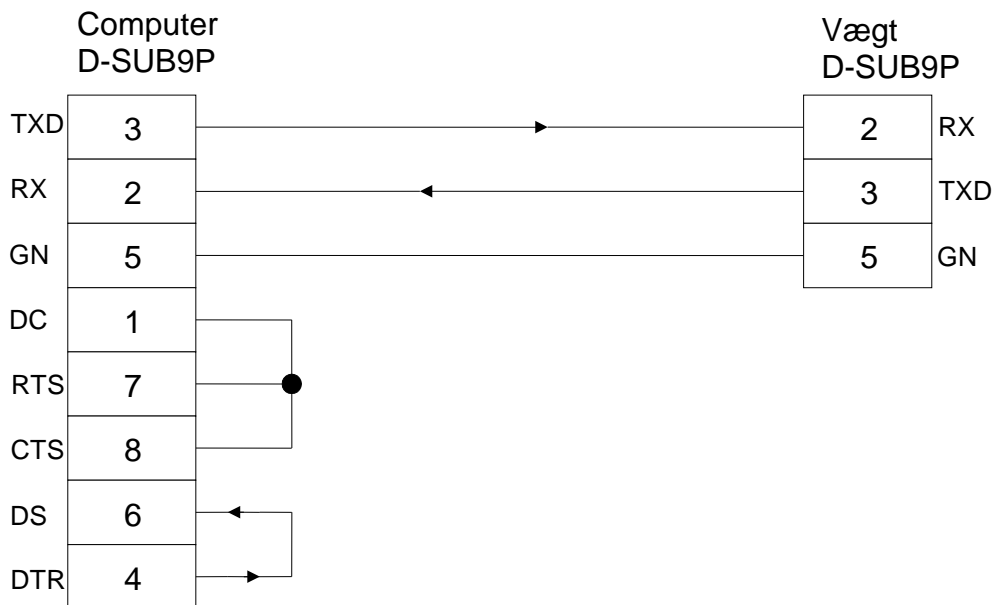 Computer
D-SUB9P
Vægt
D-SUB9P
TXD 3 2 RX
RX 2 3 TXD
GN 5 5 GN
DC 1
RTS 7
CTS 8
DS 6
DTR 4